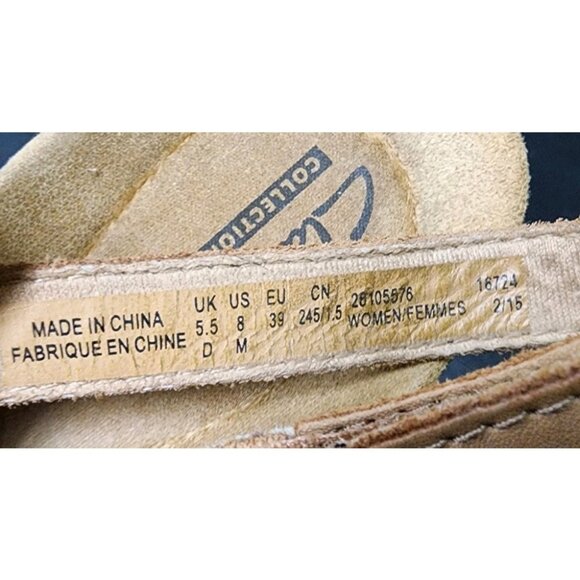 COLLECTION
MADE IN CHINA
FABRIQUE EN CHINE
UK US EU CN 26105576 16724
5.5 8 39 245/1.5 WOMEN/FEMMES 2/15
D M